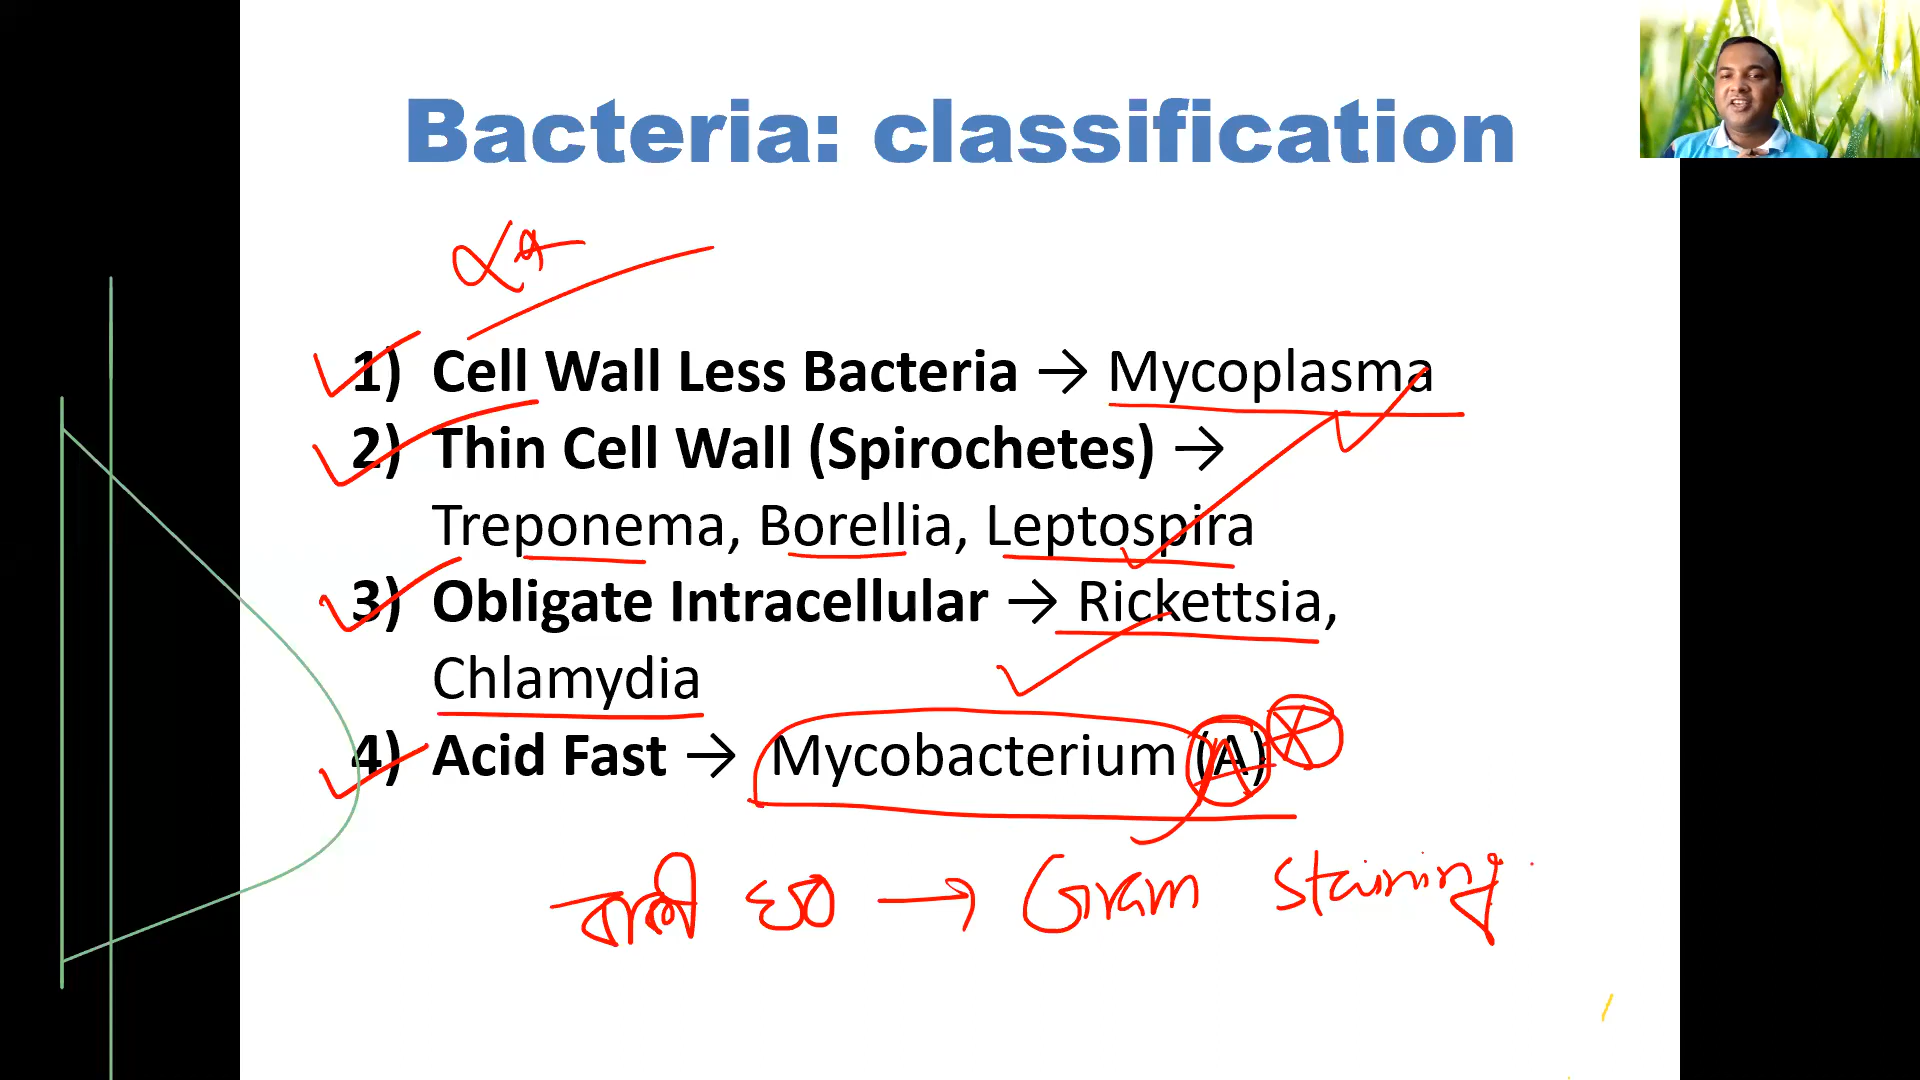 Bacteria: classification
1) Cell Wall Less Bacteria → Mycoplasma
2) Thin Cell Wall (Spirochetes) →
Treponema, Borellia, Leptospira
3) Obligate Intracellular → Rickettsia,
Chlamydia
4) Acid Fast → Mycobacterium (A)
বাকী সব → Gram Staining